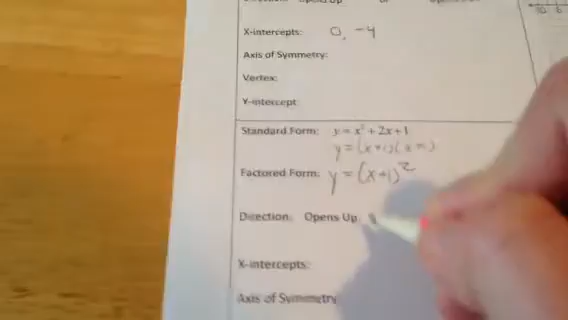 X-intercepts: 0, -4
Axis of Symmetry:
Vertex:
Y-intercept:
Standard Form: y = x² + 2x + 1
y = (x+1)(x+1)
Factored Form: y = (x+1)²
Direction: Opens Up
X-intercepts:
Axis of Symmetry